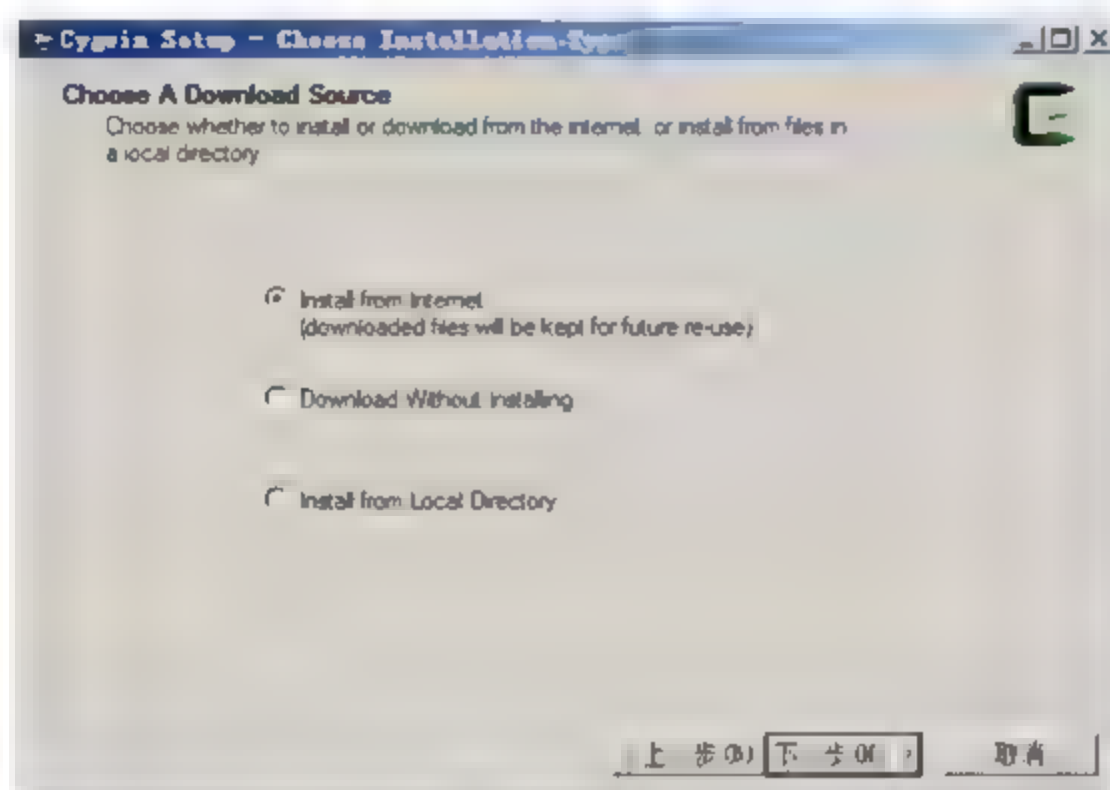 Cygwin Setup - Choose Installation Type
Choose A Download Source
Choose whether to install or download from the internet, or install from files in
a local directory
Install from Internet
(downloaded files will be kept for future re-use)
Download Without Installing
Install from Local Directory
上一步(B) 下一步(N) > 取消